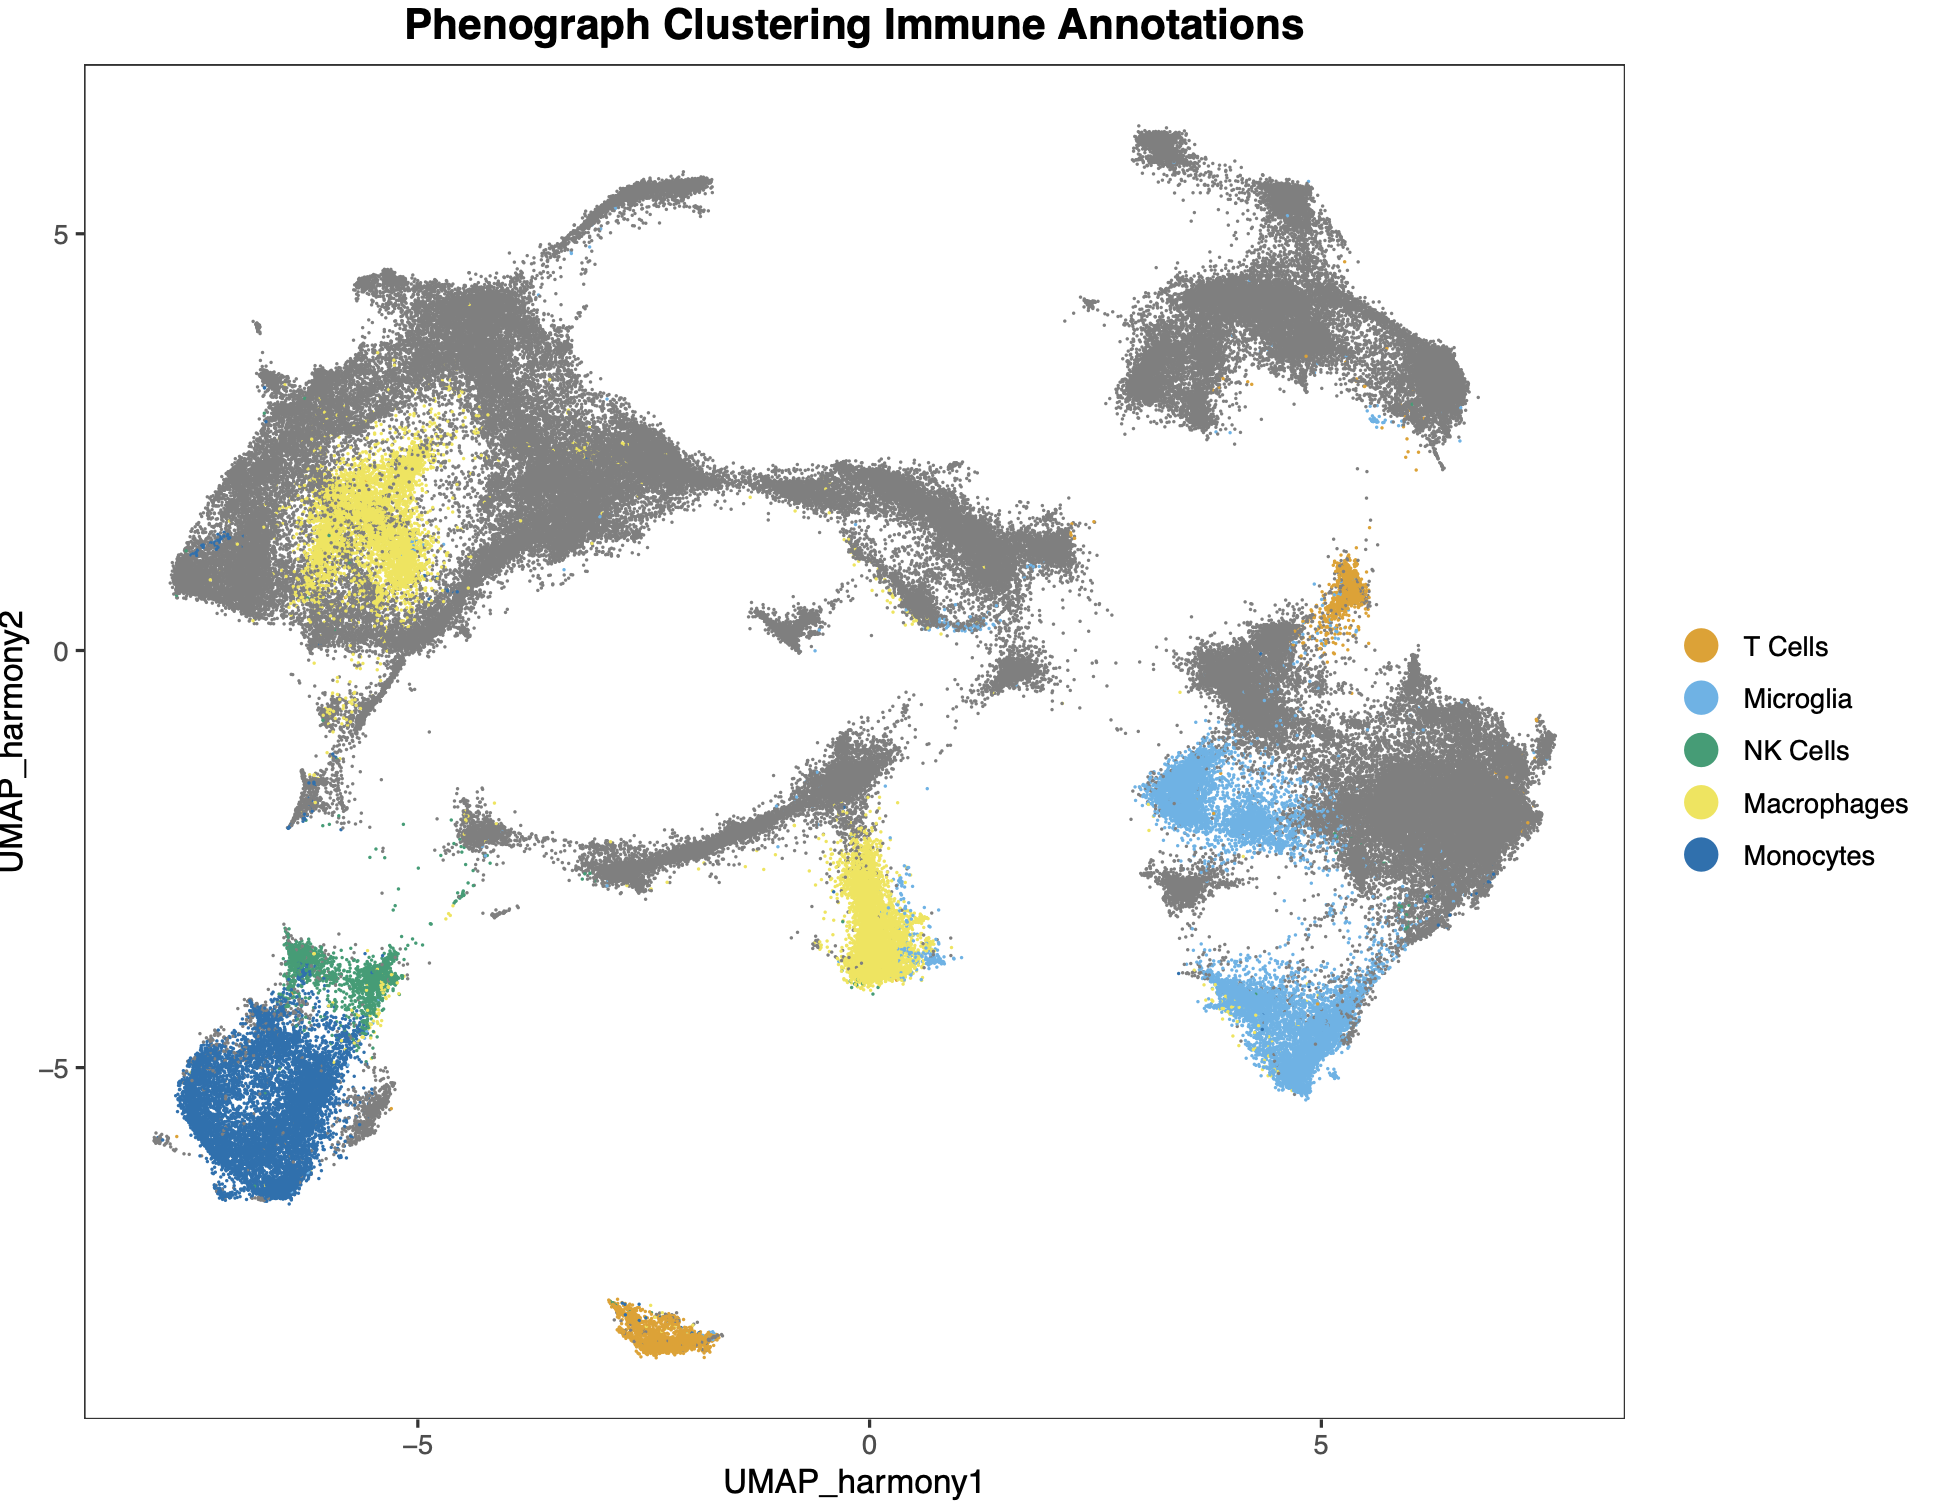 Phenograph Clustering Immune Annotations
5
0
−5
UMAP_harmony2
−5
0
5
UMAP_harmony1
T Cells
Microglia
NK Cells
Macrophages
Monocytes